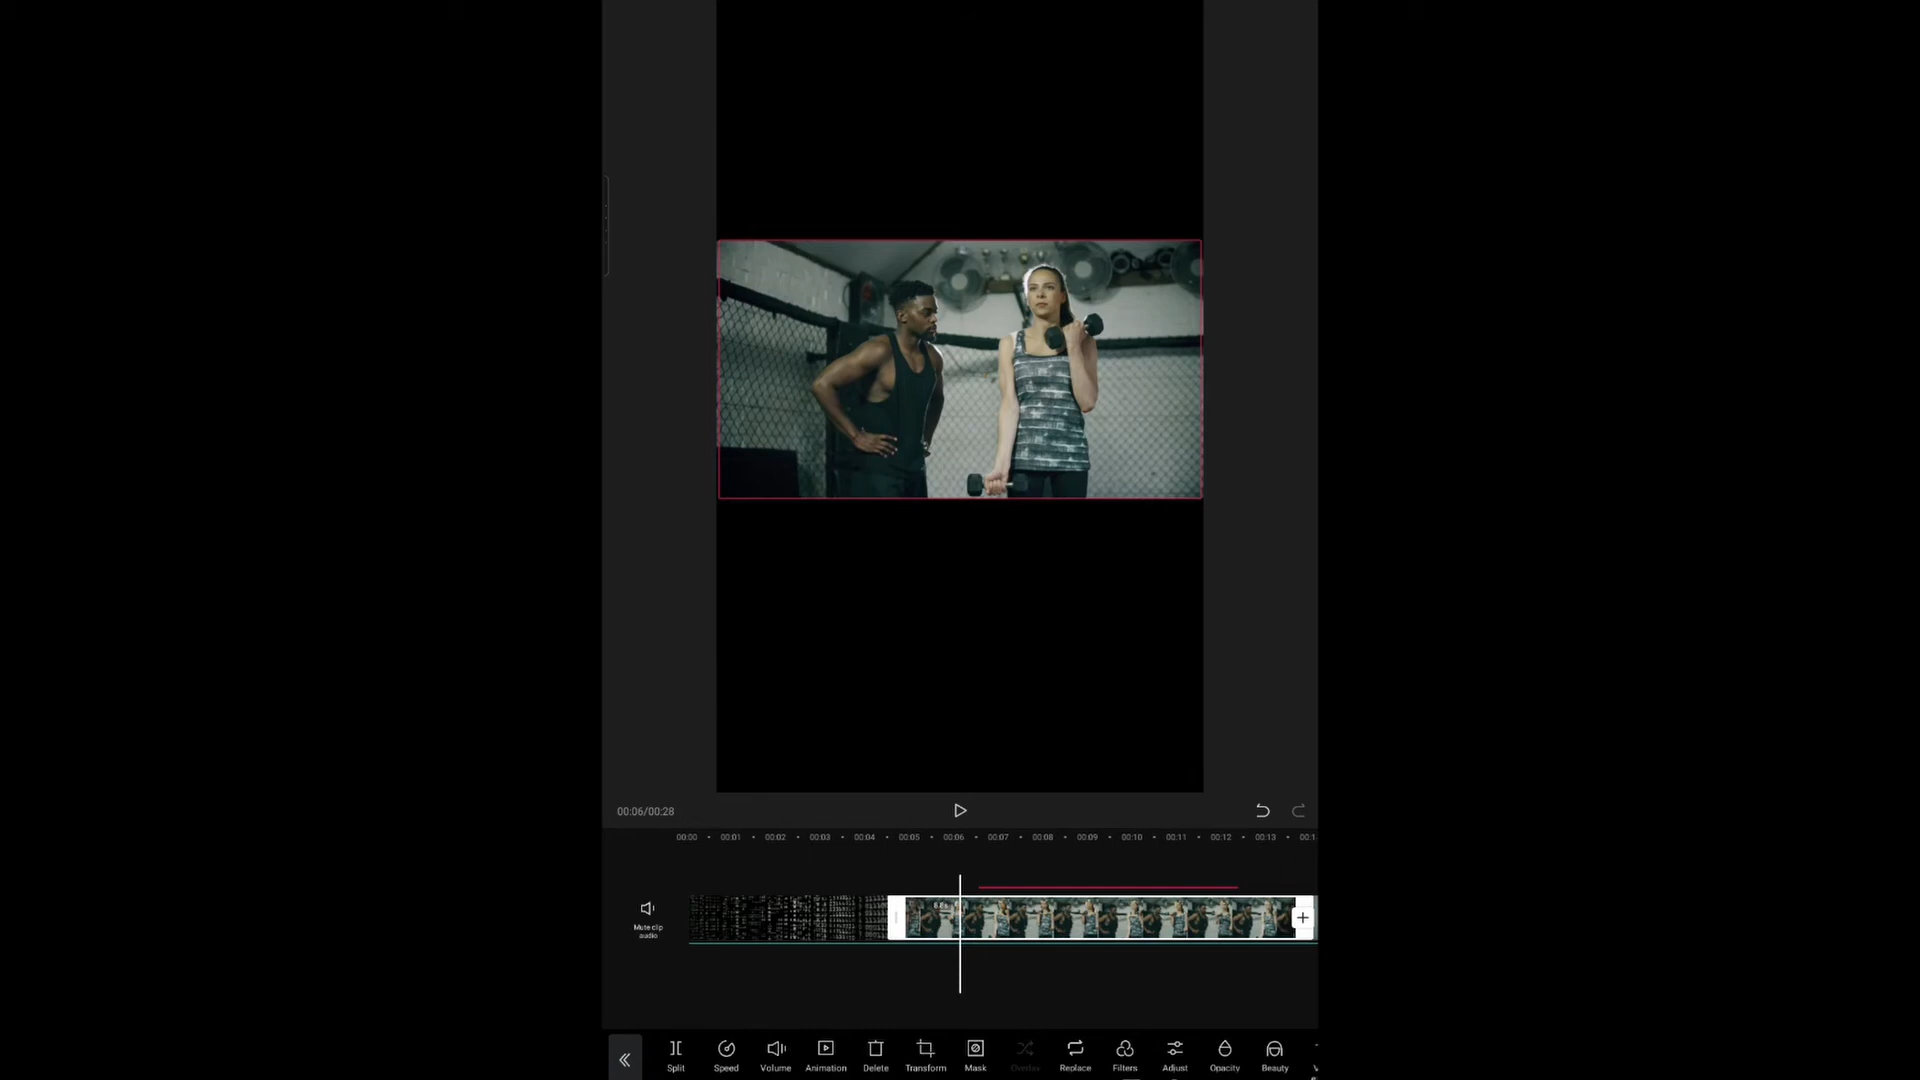 00:06/00:28
00:00 00:01 00:02 00:03 00:04 00:05 00:06 00:07 00:08 00:09 00:10 00:11 00:12 00:13
Mute clip
audio
Split Speed Volume Animation Delete Transform Mask Overlay Replace Filters Adjust Opacity Beauty